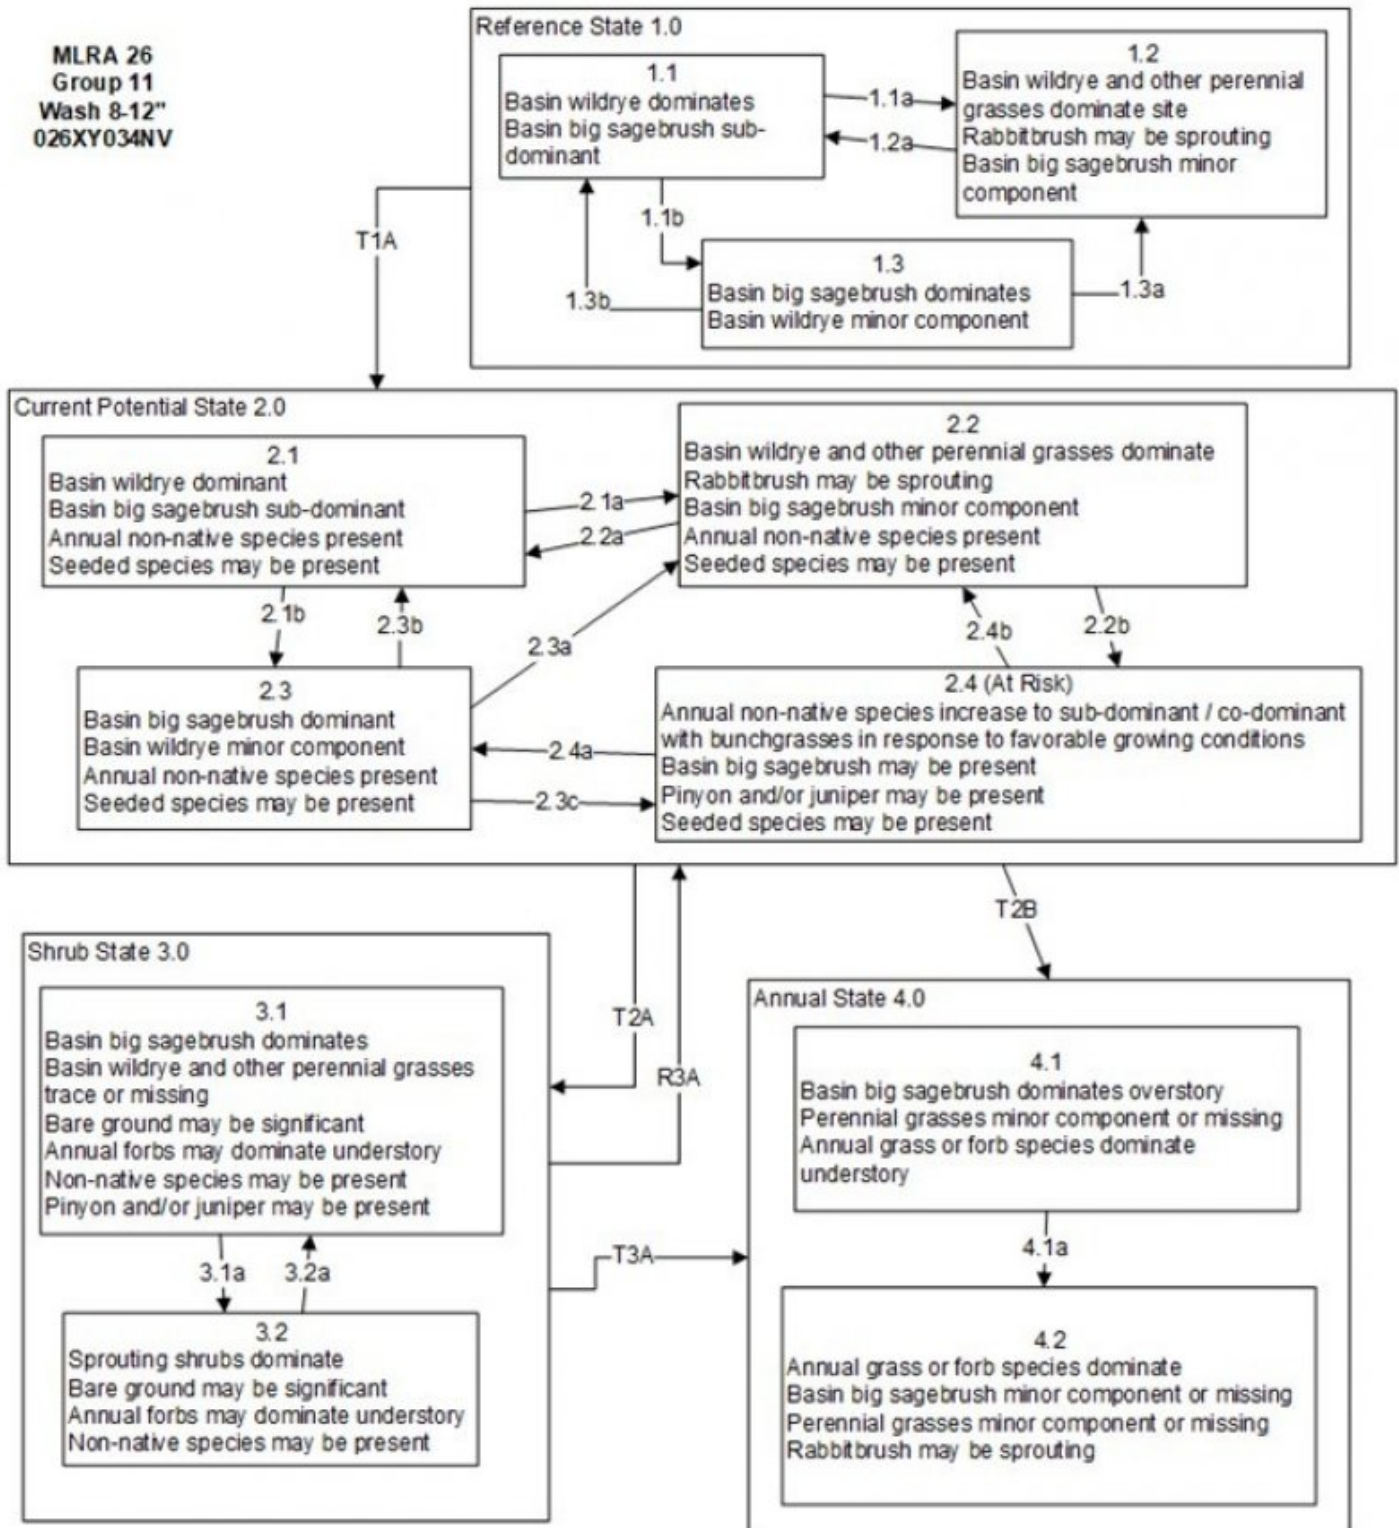 MLRA 26
Group 11
Wash 8-12"
026XY034NV
Reference State 1.0
1.1
Basin wildrye dominates
Basin big sagebrush sub-
dominant
1.1a
1.2a
1.2
Basin wildrye and other perennial
grasses dominate site
Rabbitbrush may be sprouting
Basin big sagebrush minor
component
1.1b
1.3b
1.3
Basin big sagebrush dominates
Basin wildrye minor component
1.3a
T1A
Current Potential State 2.0
2.1
Basin wildrye dominant
Basin big sagebrush sub-dominant
Annual non-native species present
Seeded species may be present
2.1a
2.2a
2.2
Basin wildrye and other perennial grasses dominate
Rabbitbrush may be sprouting
Basin big sagebrush minor component
Annual non-native species present
Seeded species may be present
2.1b
2.3b
2.3a
2.4b
2.2b
2.3
Basin big sagebrush dominant
Basin wildrye minor component
Annual non-native species present
Seeded species may be present
2.4a
2.3c
2.4 (At Risk)
Annual non-native species increase to sub-dominant / co-dominant
with bunchgrasses in response to favorable growing conditions
Basin big sagebrush may be present
Pinyon and/or juniper may be present
Seeded species may be present
T2A
R3A
T2B
Shrub State 3.0
3.1
Basin big sagebrush dominates
Basin wildrye and other perennial grasses
trace or missing
Bare ground may be significant
Annual forbs may dominate understory
Non-native species may be present
Pinyon and/or juniper may be present
3.1a
3.2a
3.2
Sprouting shrubs dominate
Bare ground may be significant
Annual forbs may dominate understory
Non-native species may be present
T3A
Annual State 4.0
4.1
Basin big sagebrush dominates overstory
Perennial grasses minor component or missing
Annual grass or forb species dominate
understory
4.1a
4.2
Annual grass or forb species dominate
Basin big sagebrush minor component or missing
Perennial grasses minor component or missing
Rabbitbrush may be sprouting